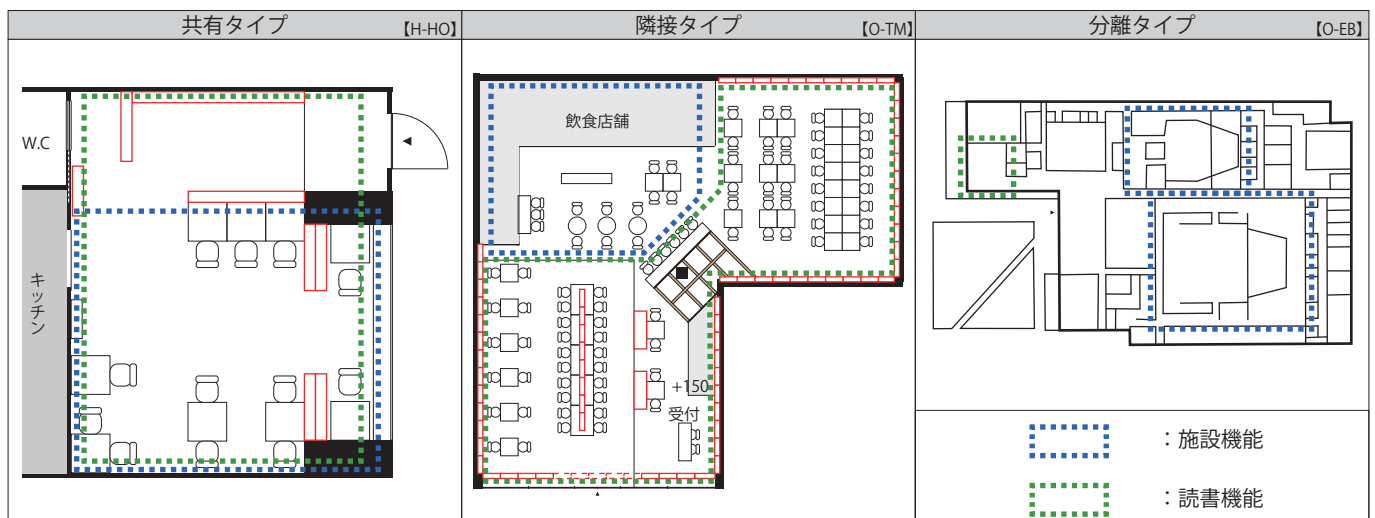 共有タイプ 【H-HO】
隣接タイプ 【O-TM】
分離タイプ 【O-EB】
W.C
キッチン
飲食店舗
+150
受付
：施設機能
：読書機能